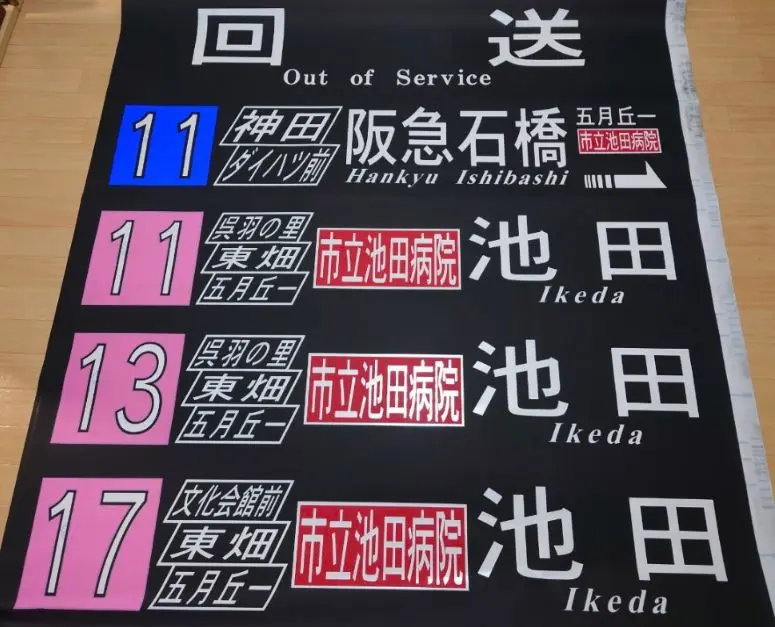 回 送
Out of Service
11 神田 ダイハツ前 阪急石橋 五月丘一 市立池田病院
Hankyu Ishibashi
11 呉羽の里 東畑 五月丘一 市立池田病院 池田
Ikeda
13 呉羽の里 東畑 五月丘一 市立池田病院 池田
Ikeda
17 文化会館前 東畑 五月丘一 市立池田病院 池田
Ikeda